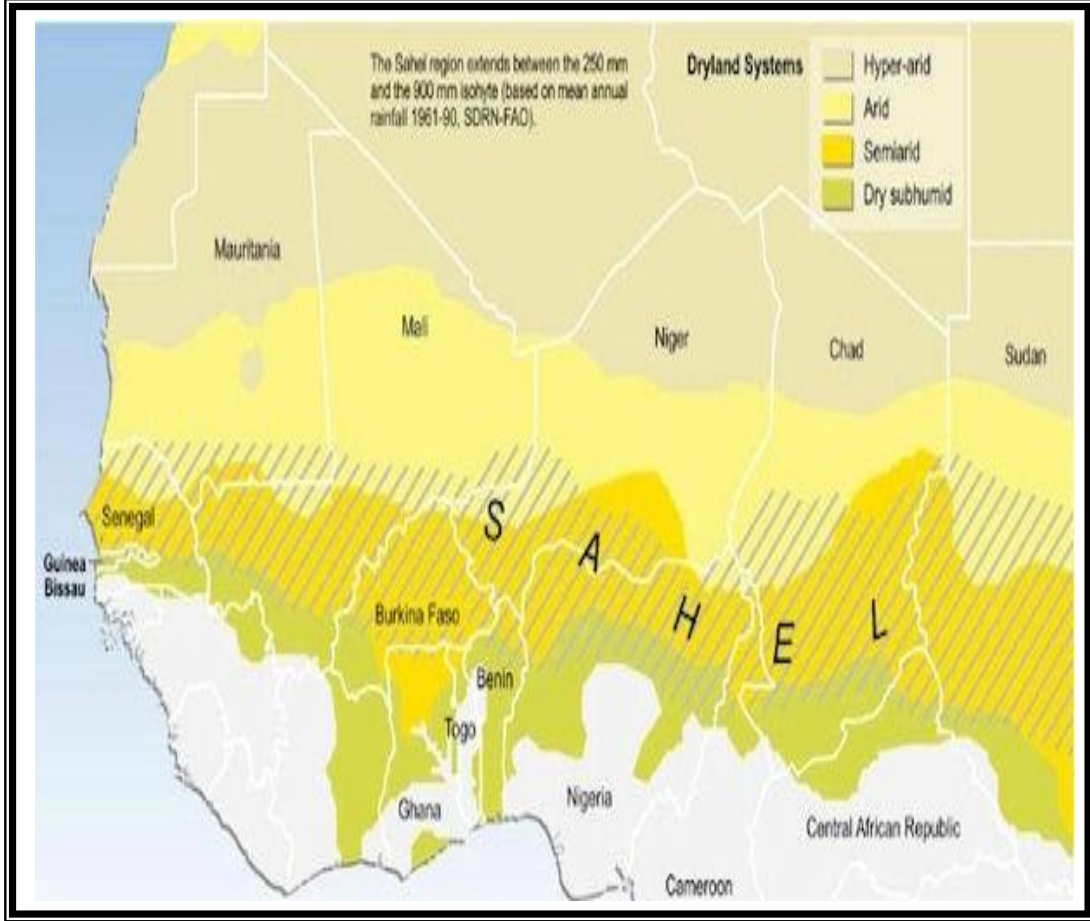 The Sahel region extends between the 250 mm
and the 900 mm isohyte (based on mean annual
rainfall 1961-90, SDRN-FAO).
Dryland Systems
Hyper-arid
Arid
Semiarid
Dry subhumid
Mauritania
Mali
Niger
Chad
Sudan
Senegal
Guinea
Bissau
SAHEL
Burkina Faso
Benin
Togo
Ghana
Nigeria
Central African Republic
Cameroon